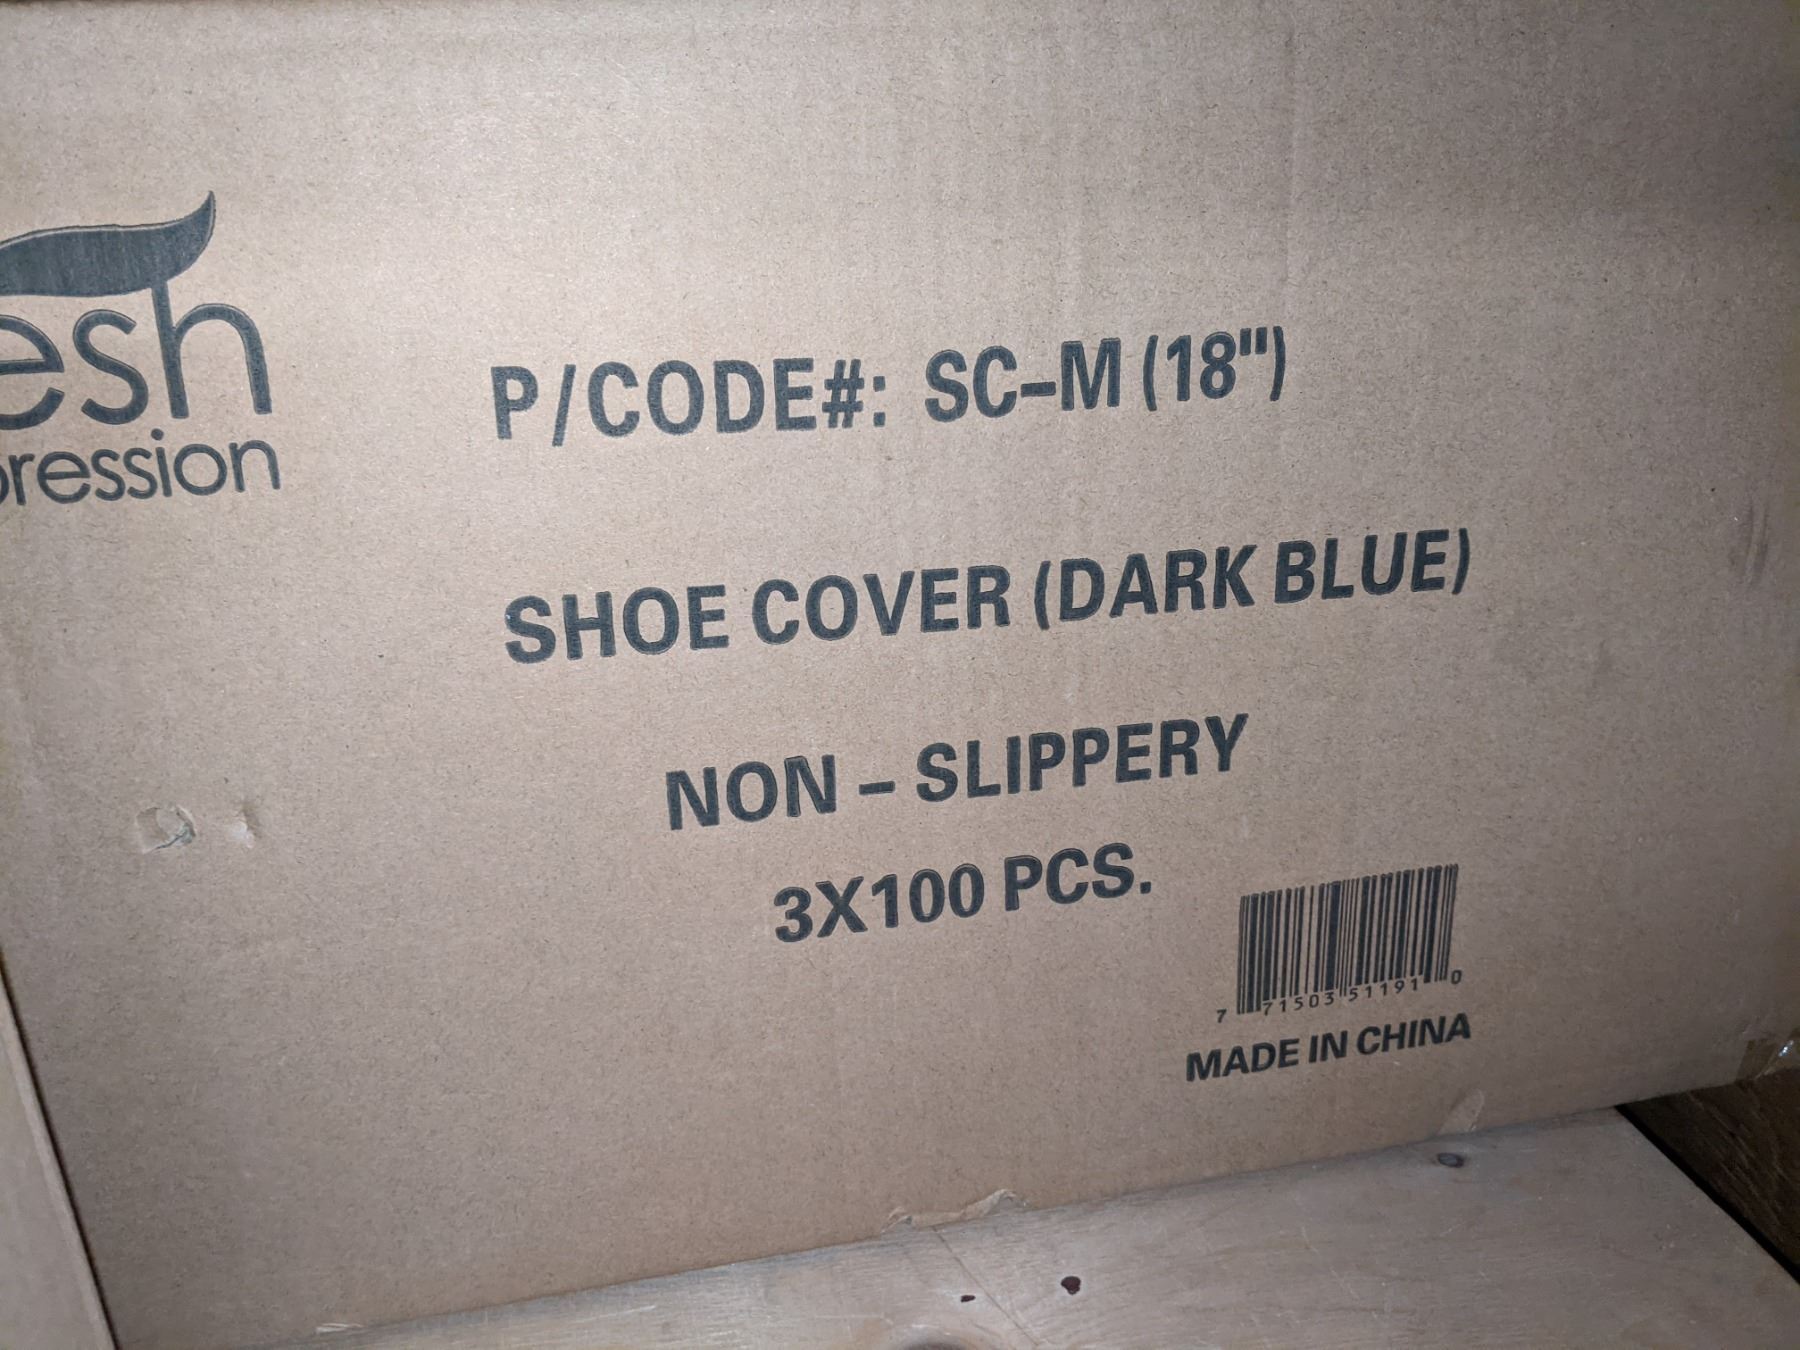 esh
pression
P/CODE#: SC-M (18")
SHOE COVER (DARK BLUE)
NON - SLIPPERY
3X100 PCS.
7 71503 51191 0
MADE IN CHINA